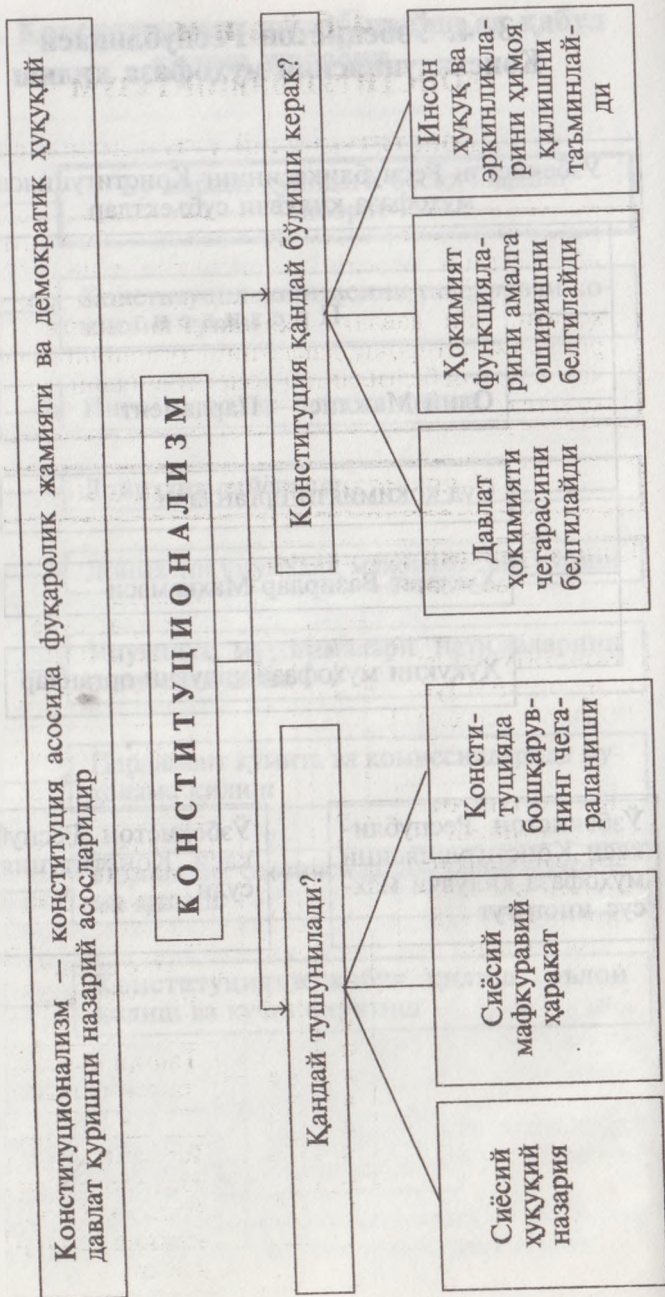 Конституционализм – конституция асосида фуқаролик жамияти ва демократик ҳуқуқий
давлат қуришни назарий асосларидир
КОНСТИТУЦИОНАЛИЗМ
Қандай тушунилади?
Конституция қандай бўлиши керак?
Сиёсий
ҳуқуқий
назария
Сиёсий
мафкуравий
ҳаракат
Консти-
туцияда
бошқарув-
нинг чега-
раланиши
Давлат
ҳокимияти
чегарасини
белгилайди
Ҳокимият
функцияла-
рини амалга
оширишни
белгилайди
Инсон
ҳуқуқ ва
эркинликла-
рини ҳимоя
қилишни
таъминлай-
ди